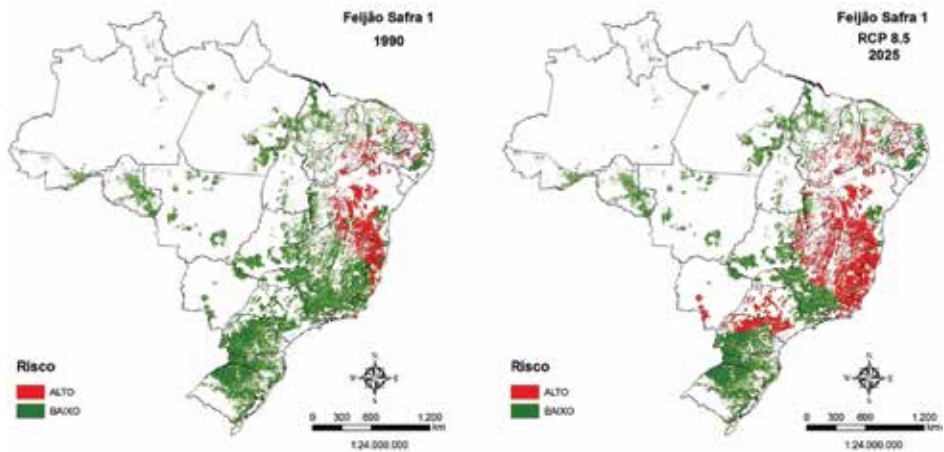 Feijão Safra 1
1990
Risco
ALTO
BAIXO
N
W
E
S
0 300 600 1.200
km
1:24.000.000
Feijão Safra 1
RCP 8.5
2025
Risco
ALTO
BAIXO
N
W
E
S
0 300 600 1.200
km
1:24.000.000